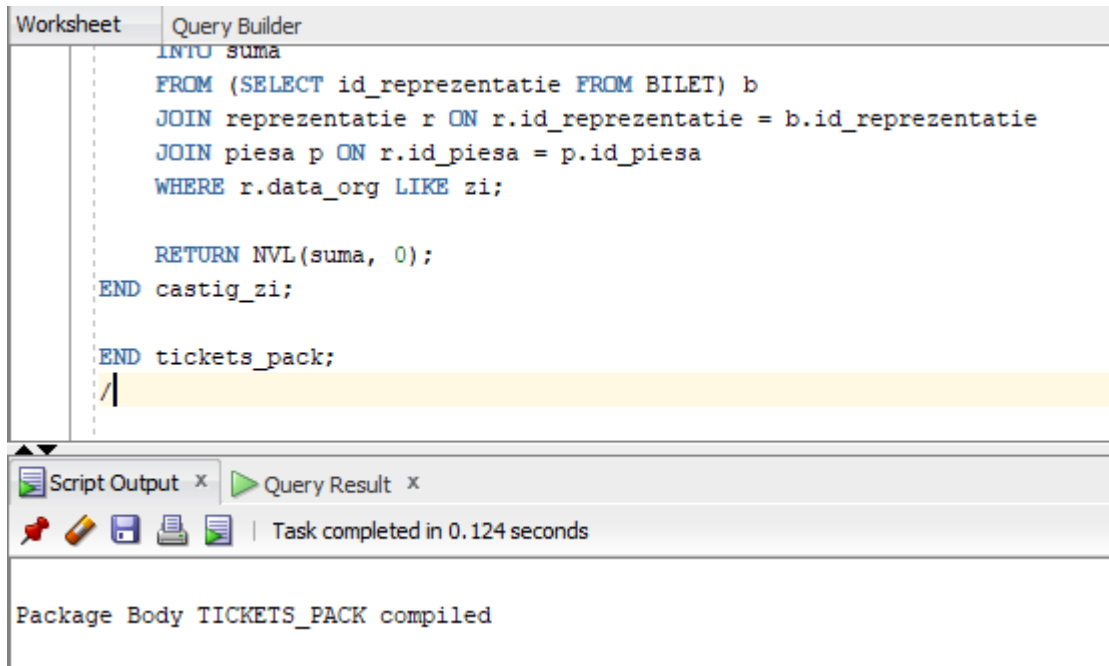 Worksheet Query Builder
INTO suma
FROM (SELECT id_reprezentatie FROM BILET) b
JOIN reprezentatie r ON r.id_reprezentatie = b.id_reprezentatie
JOIN piesa p ON r.id_piesa = p.id_piesa
WHERE r.data_org LIKE zi;
RETURN NVL(suma, 0);
END castig_zi;
END tickets_pack;
/
Script Output x Query Result x
| Task completed in 0.124 seconds
Package Body TICKETS_PACK compiled